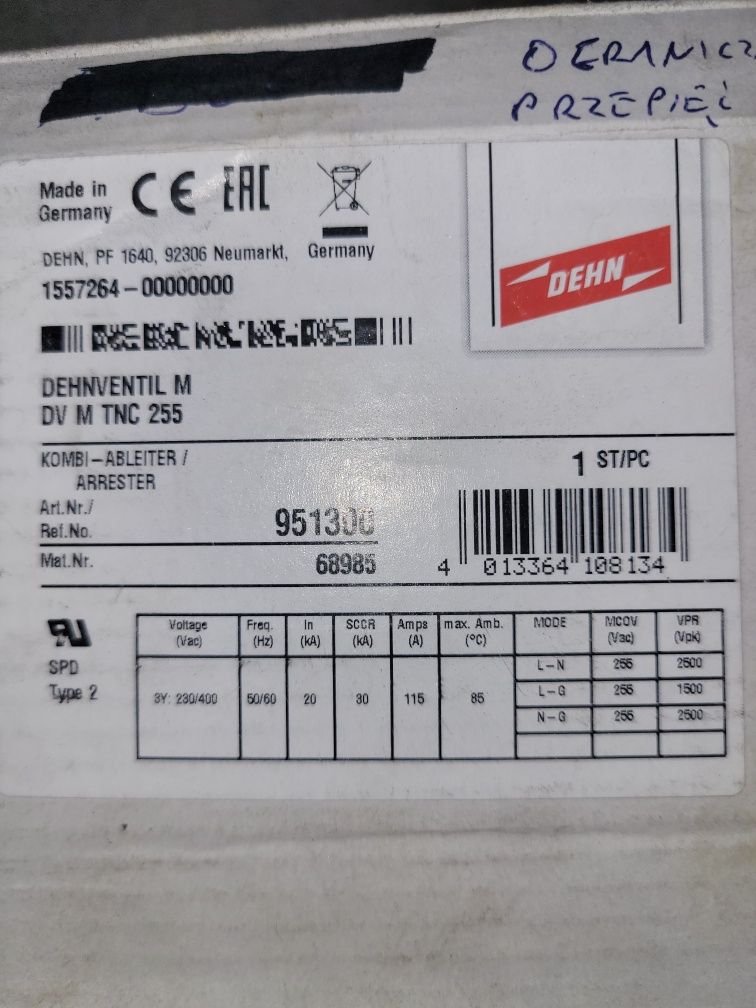 OGRANICZ
PRZEPIĘĆ
Made in
Germany
CE EAC
DEHN, PF 1640, 92306 Neumarkt, Germany
1557264-00000000
DEHN
DEHNVENTIL M
DV M TNC 255
KOMBI-ABLEITER /
ARRESTER
1 ST/PC
Art.Nr./
Ref.No. 951300
Mat.Nr. 68985
4 013364 108134
SPD
Type 2
Voltage (Vac) Freq. (Hz) In (kA) SCCR (kA) Amps (A) max. Amb. (°C) MODE MCOV (Vac) VPR (Vpk)
3Y: 230/400 50/60 20 30 115 85
L-N 255 2500
L-G 255 1500
N-G 255 2500